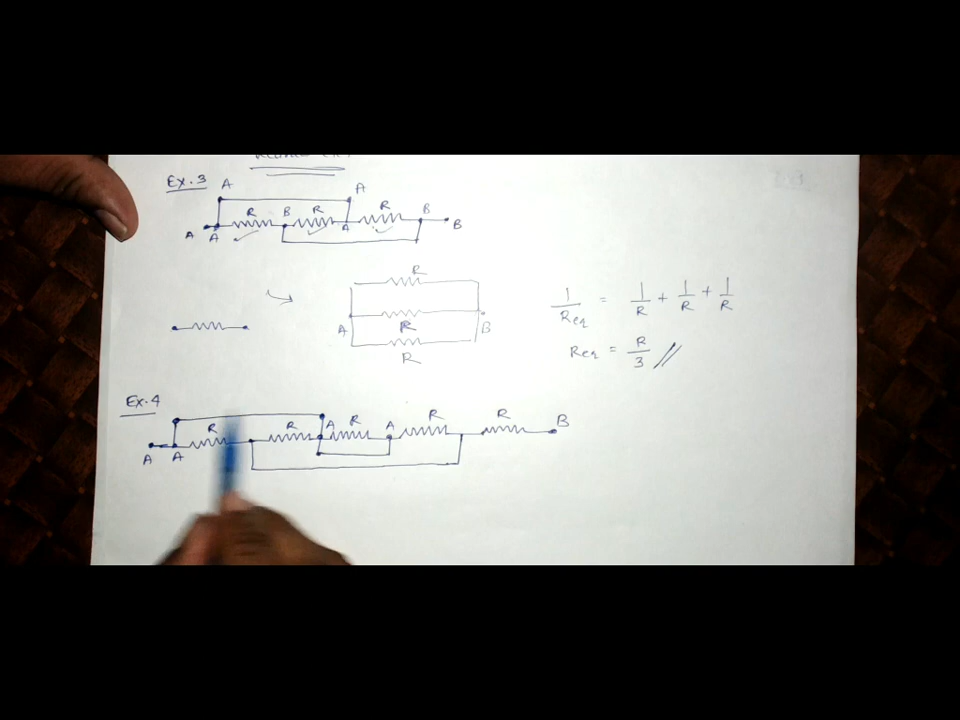 Ex.3
A A
R B R R B
A A A B
R
A R B
R
1/Req = 1/R + 1/R + 1/R
Req = R/3 //
Ex.4
R R A R A R R B
A A